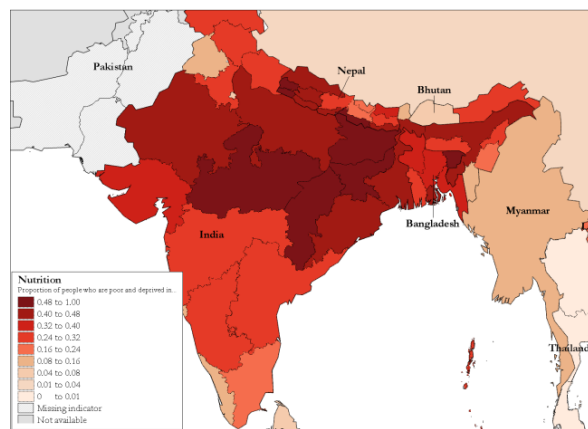 Pakistan
Nepal
Bhutan
India
Bangladesh
Myanmar
Thailand
Nutrition
Proportion of people who are poor and deprived in...
0.48 to 1.00
0.40 to 0.48
0.32 to 0.40
0.24 to 0.32
0.16 to 0.24
0.08 to 0.16
0.04 to 0.08
0.01 to 0.04
0 to 0.01
Missing indicator
Not available